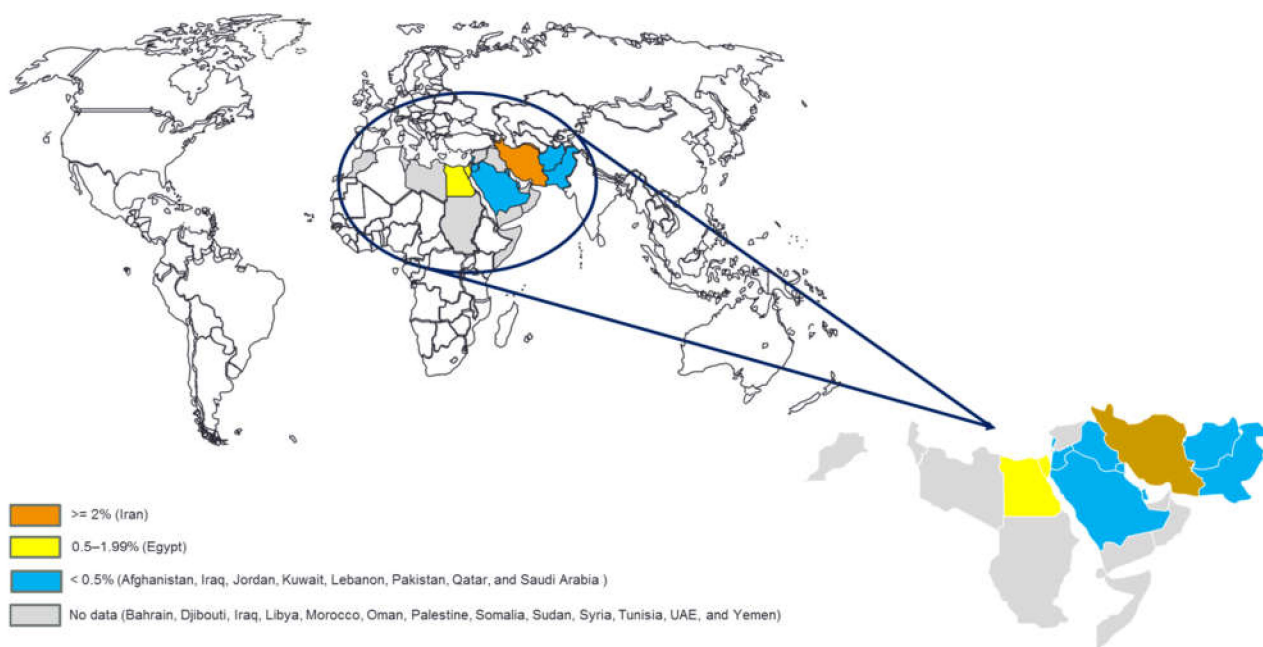 >= 2% (Iran)
0.5–1.99% (Egypt)
< 0.5% (Afghanistan, Iraq, Jordan, Kuwait, Lebanon, Pakistan, Qatar, and Saudi Arabia )
No data (Bahrain, Djibouti, Iraq, Libya, Morocco, Oman, Palestine, Somalia, Sudan, Syria, Tunisia, UAE, and Yemen)